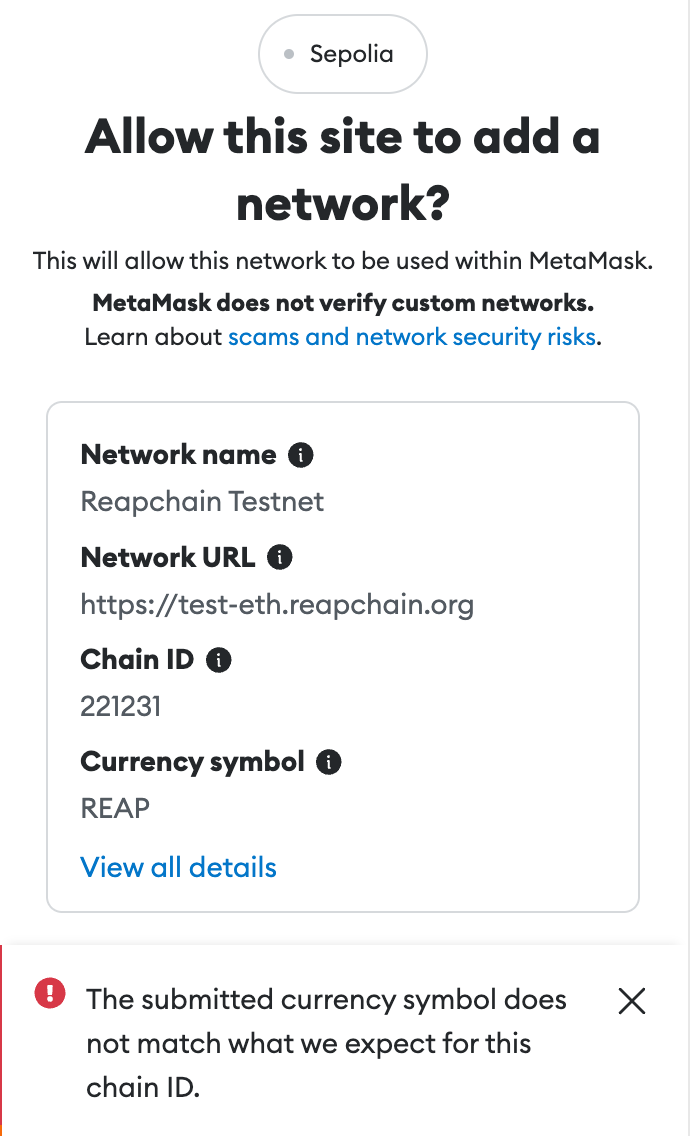 Sepolia
Allow this site to add a
network?
This will allow this network to be used within MetaMask.
MetaMask does not verify custom networks.
Learn about scams and network security risks.
Network name
Reapchain Testnet
Network URL
https://test-eth.reapchain.org
Chain ID
221231
Currency symbol
REAP
View all details
The submitted currency symbol does
not match what we expect for this
chain ID.